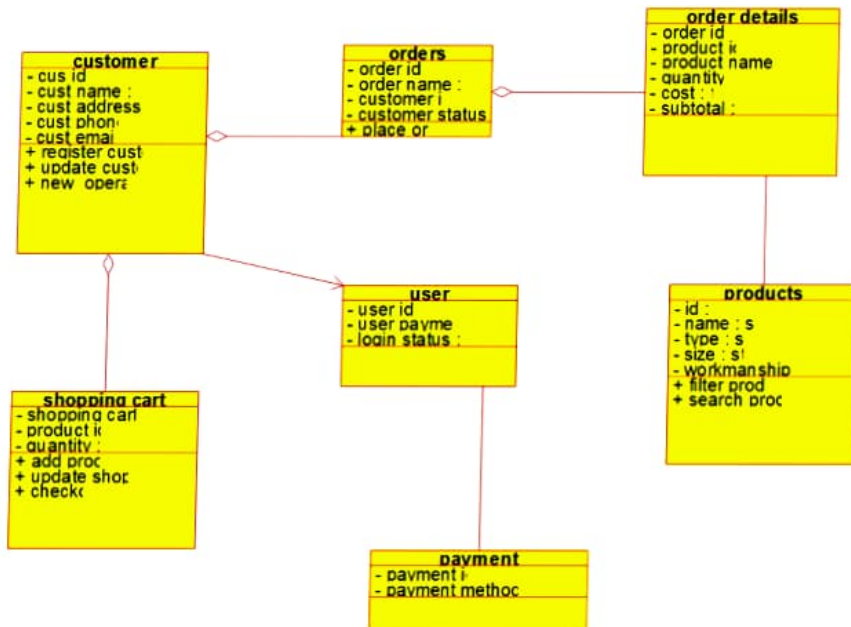 customer
- cus id
- cust name :
- cust address
- cust phon
- cust emai
+ register cust
+ update cust
+ new opera
orders
- order id
- order name :
- customer i
- customer status
+ place or
order details
- order id
- product i
- product name
- quantity
- cost :
- subtotal :
user
- user id
- user payme
- login status :
products
- id :
- name : s
- type : s
- size : s
- workmanship
+ filter prod
+ search proc
shopping cart
- shopping cart
- product i
- quantity :
+ add proc
+ update shop
+ check
payment
- payment i
- payment method